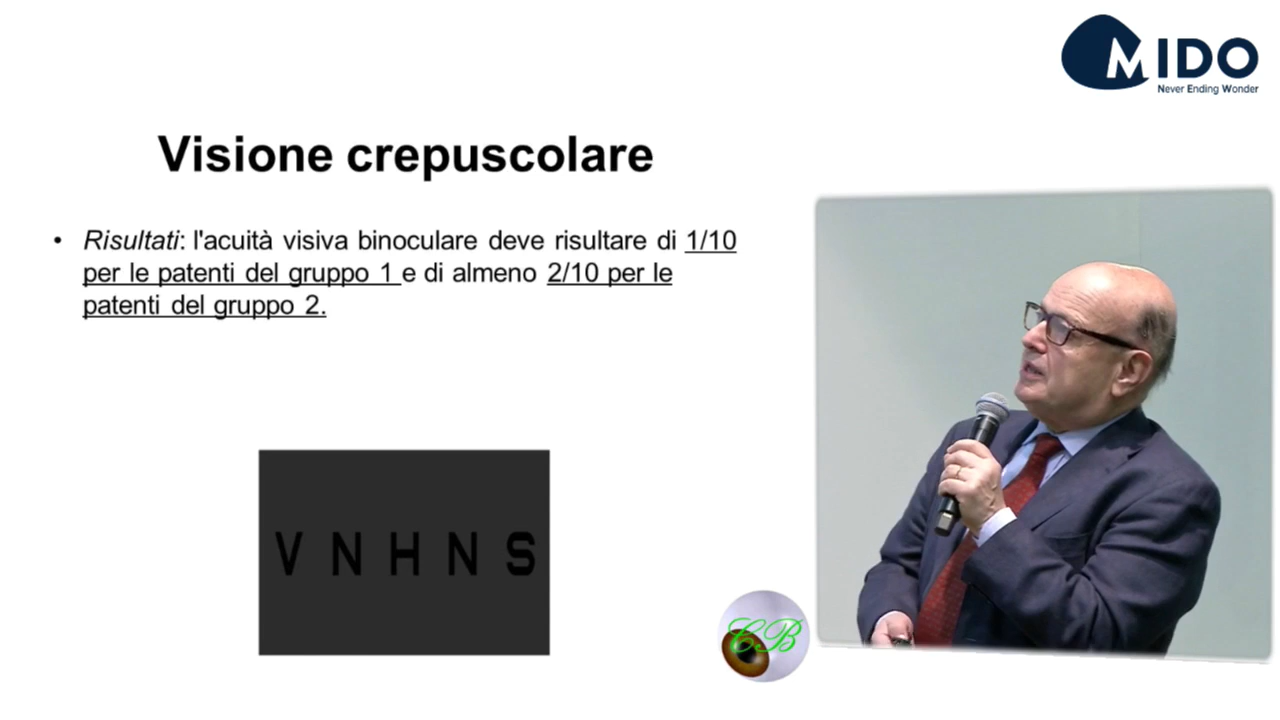 MIDO
Never Ending Wonder
Visione crepuscolare
• Risultati: l'acuità visiva binoculare deve risultare di 1/10
per le patenti del gruppo 1 e di almeno 2/10 per le
patenti del gruppo 2.
V N H N S
CB